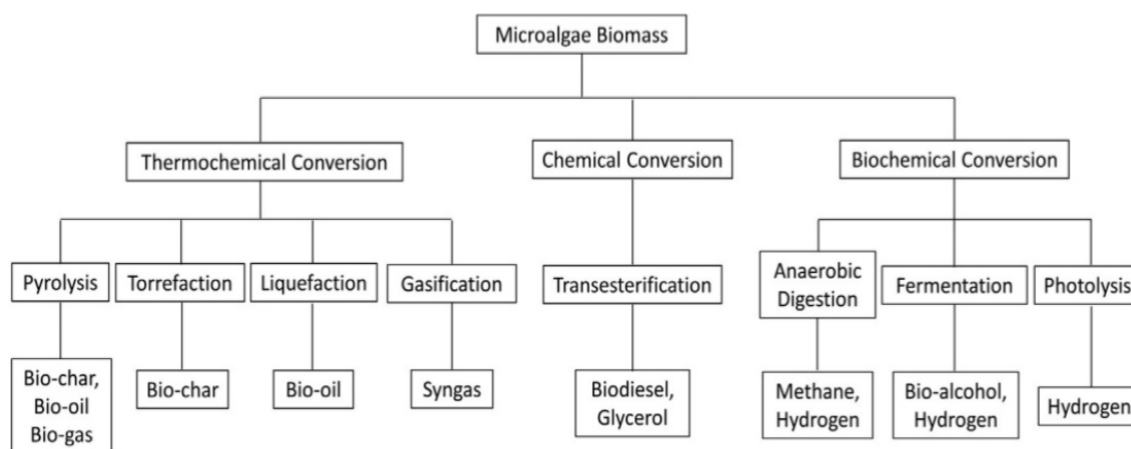 Microalgae Biomass
Thermochemical Conversion
Chemical Conversion
Biochemical Conversion
Pyrolysis
Torrefaction
Liquefaction
Gasification
Transesterification
Anaerobic
Digestion
Fermentation
Photolysis
Bio-char,
Bio-oil
Bio-gas
Bio-char
Bio-oil
Syngas
Biodiesel,
Glycerol
Methane,
Hydrogen
Bio-alcohol,
Hydrogen
Hydrogen